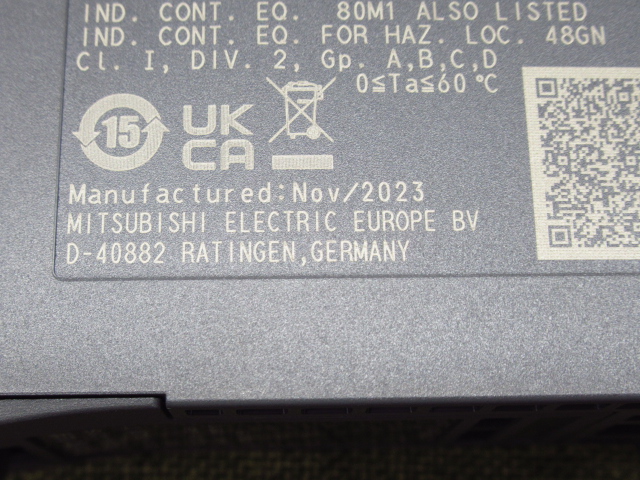 IND. CONT. EQ. 80M1 ALSO LISTED
IND. CONT. EQ. FOR HAZ. LOC. 48GN
Cl. I, DIV. 2, Gp. A,B,C,D
0≦Ta≦60℃
15
UK
CA
Manufactured:Nov/2023
MITSUBISHI ELECTRIC EUROPE BV
D-40882 RATINGEN,GERMANY